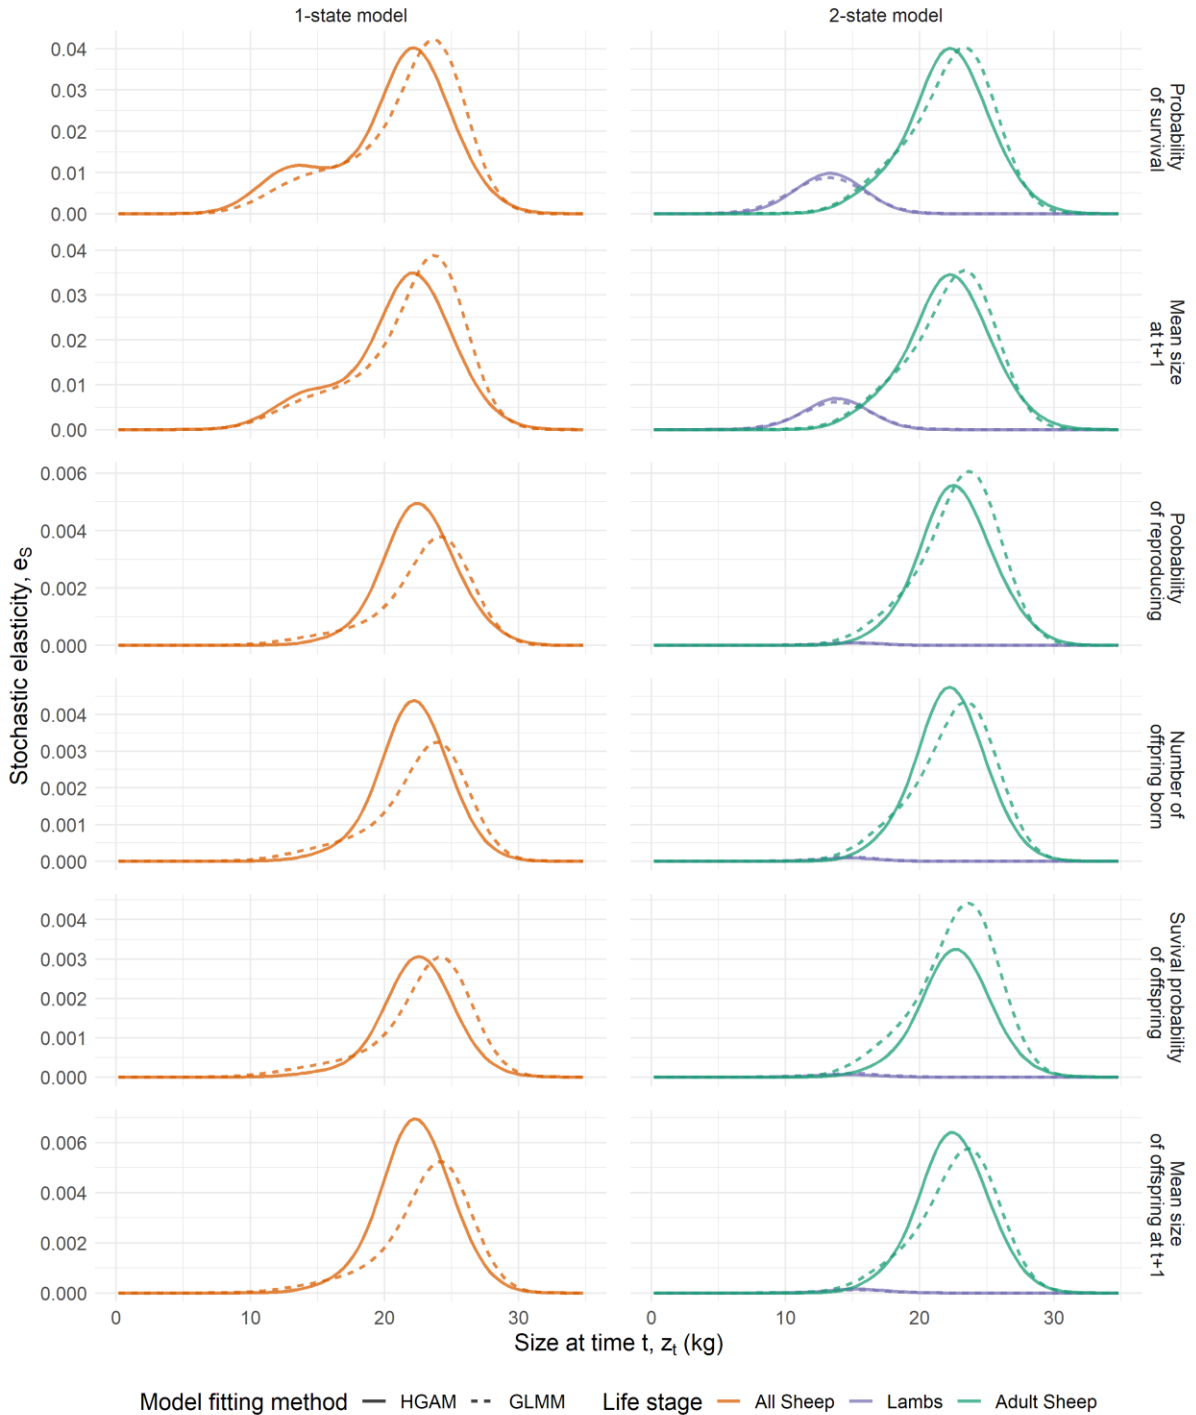 1-state model
2-state model
Stochastic elasticity, eS
0.04
0.03
0.02
0.01
0.00
Probability
of survival
0.04
0.03
0.02
0.01
0.00
Mean size
at t+1
0.006
0.004
0.002
0.000
Poobability
of reproducing
0.004
0.003
0.002
0.001
0.000
Number of
offpring born
0.004
0.003
0.002
0.001
0.000
Suvival probability
of offspring
0.006
0.004
0.002
0.000
Mean size
of offspring at t+1
0 10 20 30
0 10 20 30
Size at time t, zt (kg)
Model fitting method HGAM GLMM Life stage All Sheep Lambs Adult Sheep